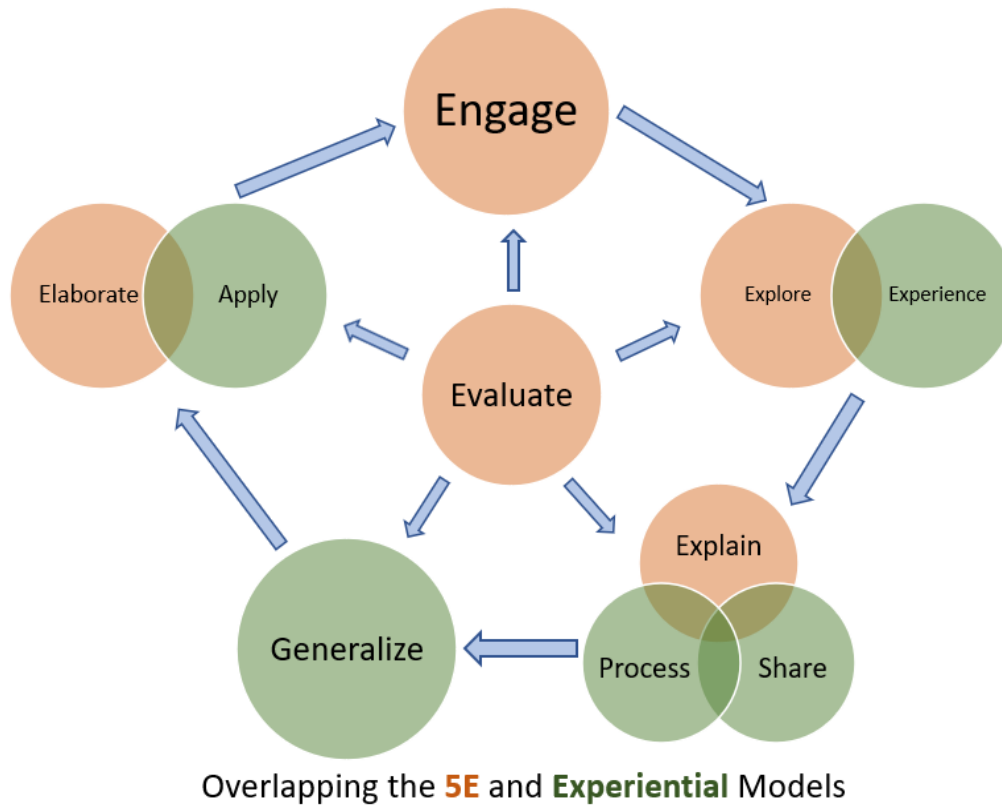 Engage
Elaborate
Apply
Explore
Experience
Evaluate
Explain
Generalize
Process
Share
Overlapping the 5E and Experiential Models